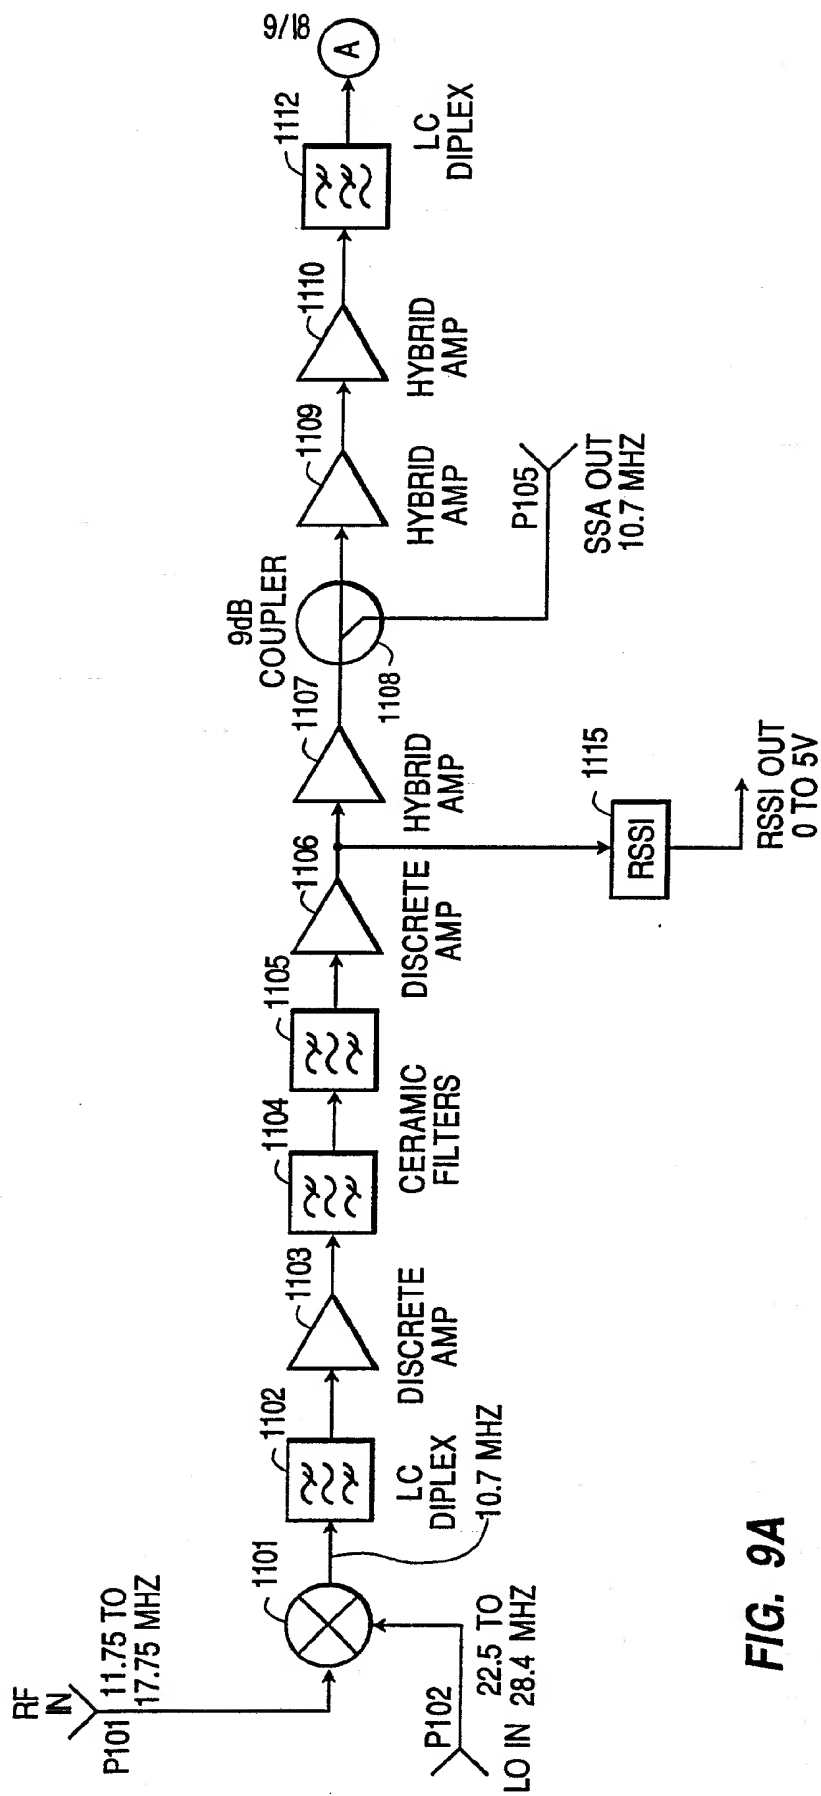 RF
IN
P101
11.75 TO
17.75 MHZ
P102
LO IN
22.5 TO
28.4 MHZ
1101
10.7 MHZ
1102
LC
DIPLEX
1103
DISCRETE
AMP
1104
1105
CERAMIC
FILTERS
1106
DISCRETE
AMP
1107
HYBRID
AMP
1115
RSSI
RSSI OUT
0 TO 5V
9dB
COUPLER
1108
P105
SSA OUT
10.7 MHZ
1109
HYBRID
AMP
1110
HYBRID
AMP
1112
LC
DIPLEX
A
9/18
FIG. 9A